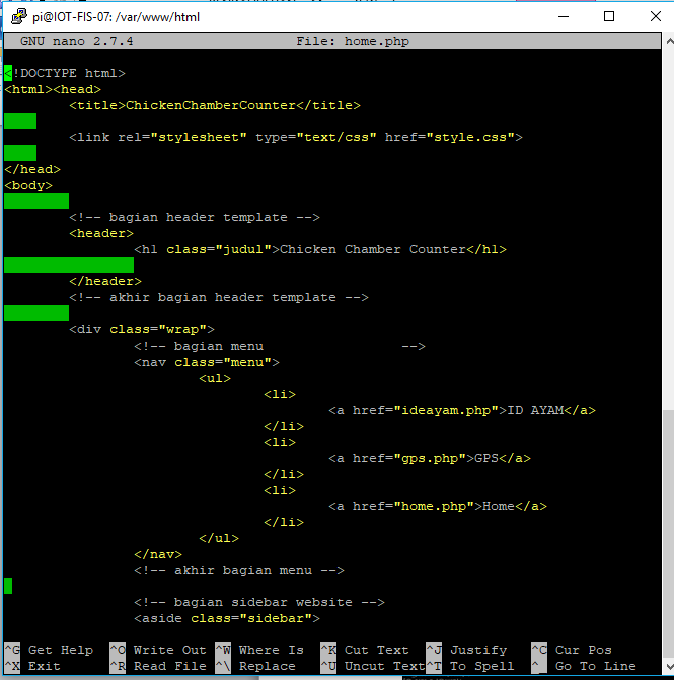 pi@IOT-FIS-07: /var/www/html
GNU nano 2.7.4 File: home.php
<!DOCTYPE html>
<html><head>
<title>ChickenChamberCounter</title>
<link rel="stylesheet" type="text/css" href="style.css">
</head>
<body>
<!-- bagian header template -->
<header>
<h1 class="judul">Chicken Chamber Counter</h1>
</header>
<!-- akhir bagian header template -->
<div class="wrap">
<!-- bagian menu -->
<nav class="menu">
<ul>
<li>
<a href="ideayam.php">ID AYAM</a>
</li>
<li>
<a href="gps.php">GPS</a>
</li>
<li>
<a href="home.php">Home</a>
</li>
</ul>
</nav>
<!-- akhir bagian menu -->
<!-- bagian sidebar website -->
<aside class="sidebar">
^G Get Help ^O Write Out ^W Where Is ^K Cut Text ^J Justify ^C Cur Pos
^X Exit ^R Read File ^\ Replace ^U Uncut Text ^T To Spell ^_ Go To Line